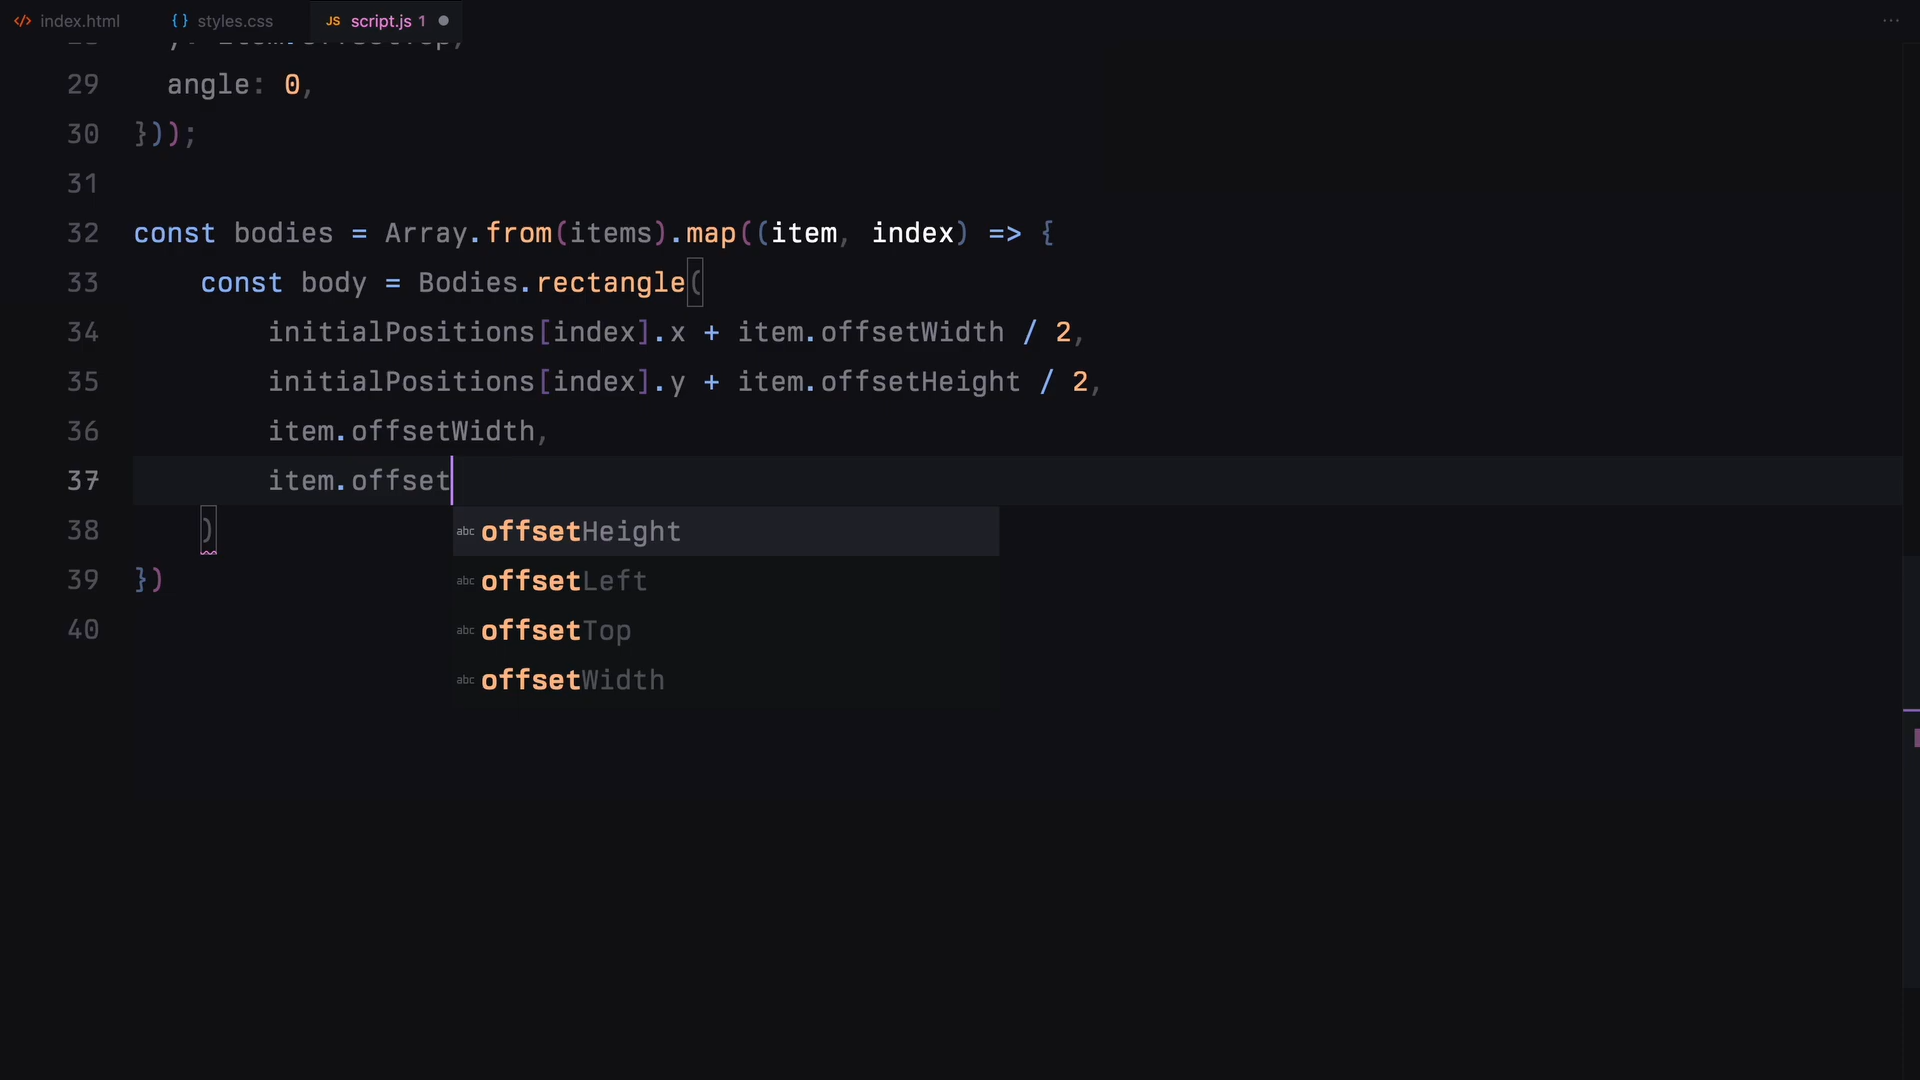 index.html
styles.css
JS script.js 1
29 angle: 0,
30 }));
31
32 const bodies = Array.from(items).map((item, index) => {
33 const body = Bodies.rectangle(
34 initialPositions[index].x + item.offsetWidth / 2,
35 initialPositions[index].y + item.offsetHeight / 2,
36 item.offsetWidth,
37 item.offset
38 )
39 })
40
abc offsetHeight
abc offsetLeft
abc offsetTop
abc offsetWidth